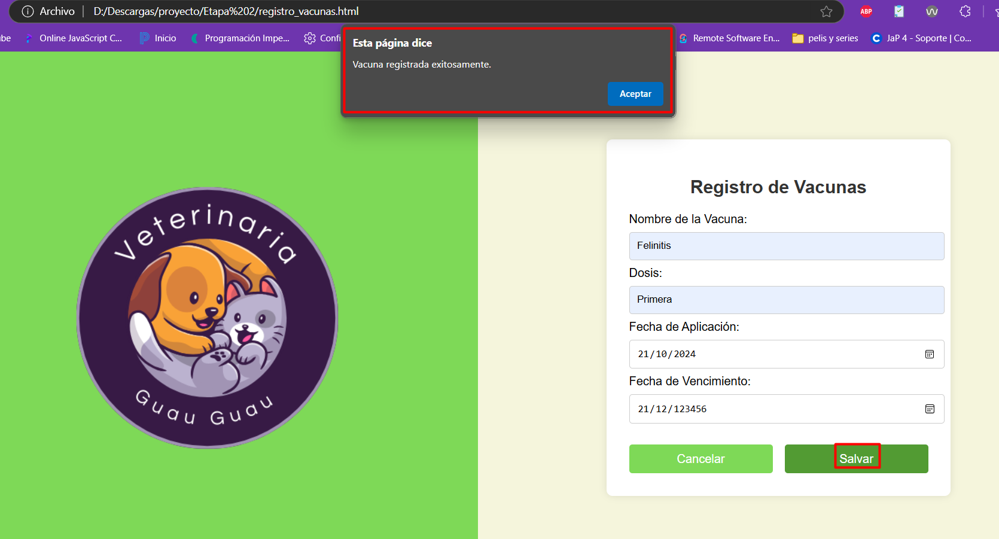 Archivo | D:/Descargas/proyecto/Etapa%202/registro_vacunas.html
ABP
be Online JavaScript C... Inicio Programación Impe... Confi Remote Software En... pelis y series JaP 4 - Soporte | Co...
Esta página dice
Vacuna registrada exitosamente.
Aceptar
Veterinaria
Guau Guau
Registro de Vacunas
Nombre de la Vacuna:
Felinitis
Dosis:
Primera
Fecha de Aplicación:
21/10/2024
Fecha de Vencimiento:
21/12/123456
Cancelar
Salvar